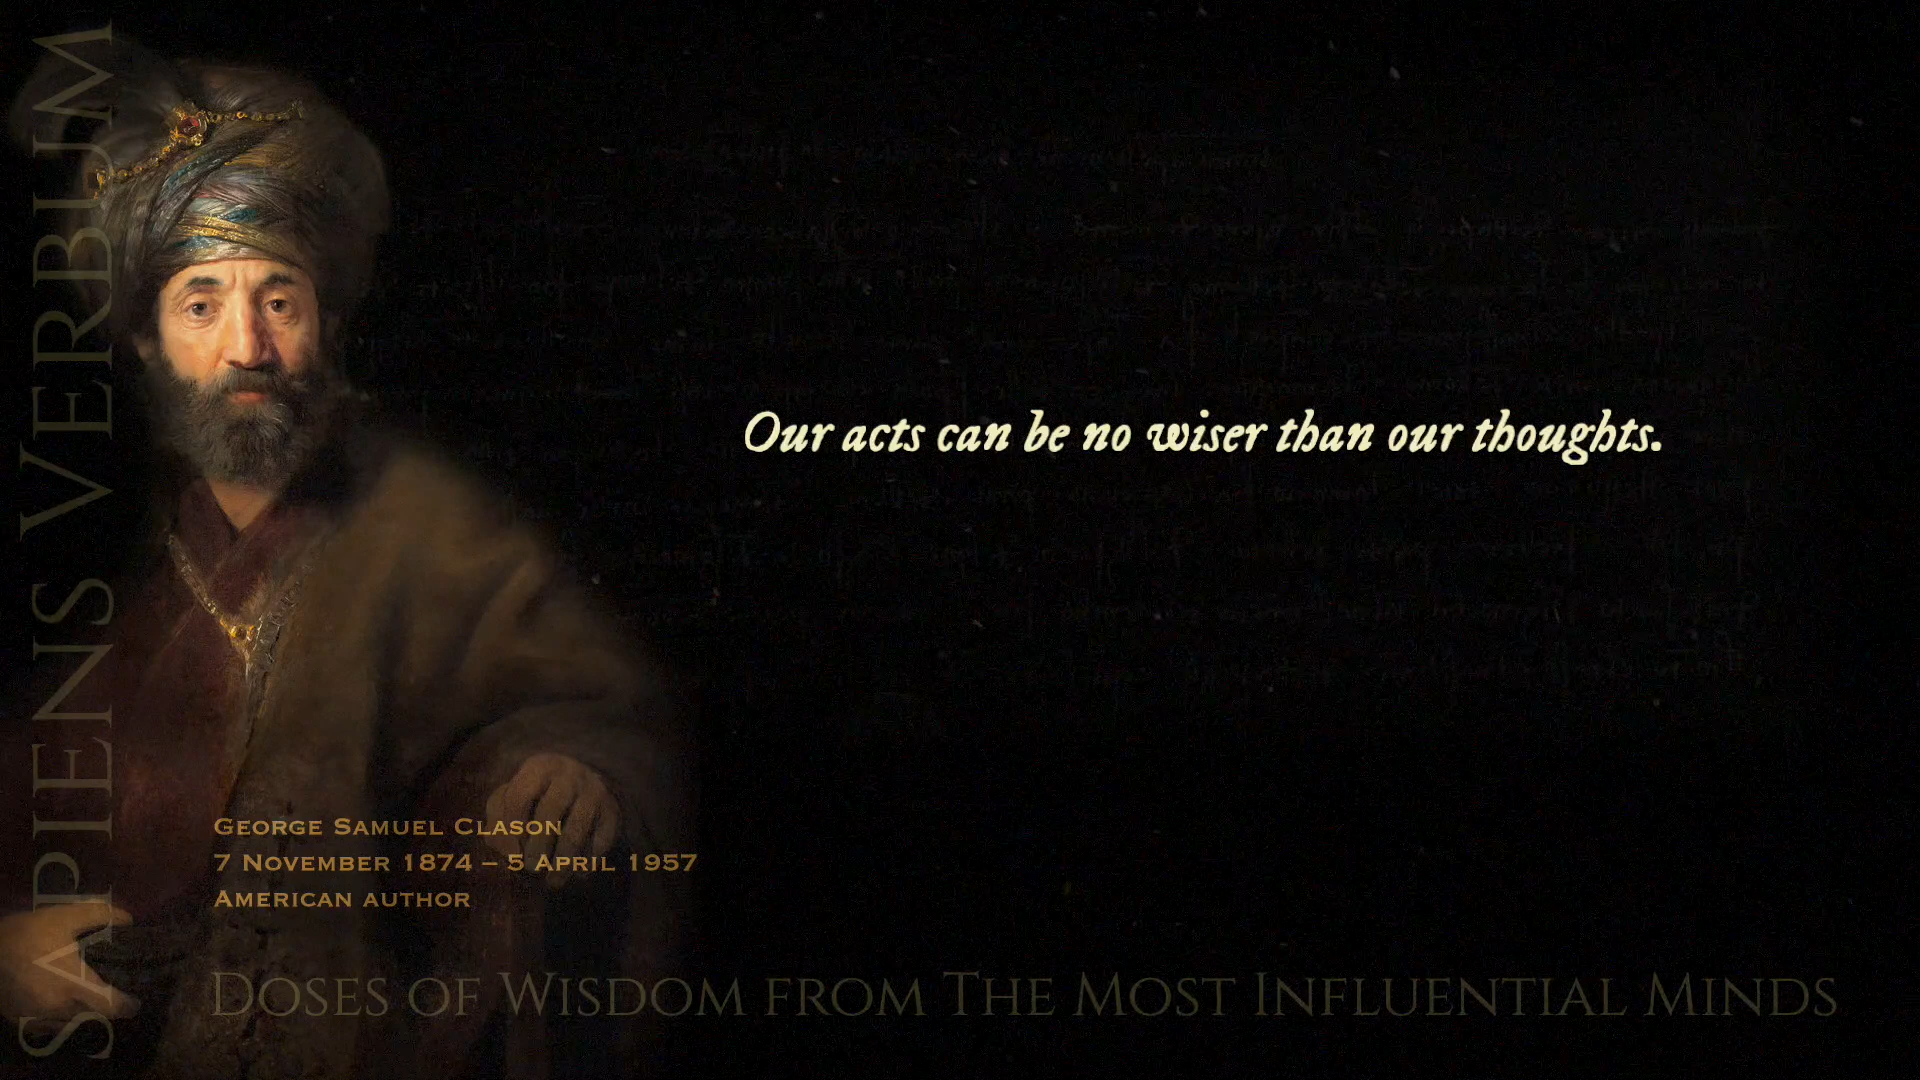 SAPIENS VERBUM
Our acts can be no wiser than our thoughts.
GEORGE SAMUEL CLASON
7 NOVEMBER 1874 – 5 APRIL 1957
AMERICAN AUTHOR
DOSES OF WISDOM FROM THE MOST INFLUENTIAL MINDS